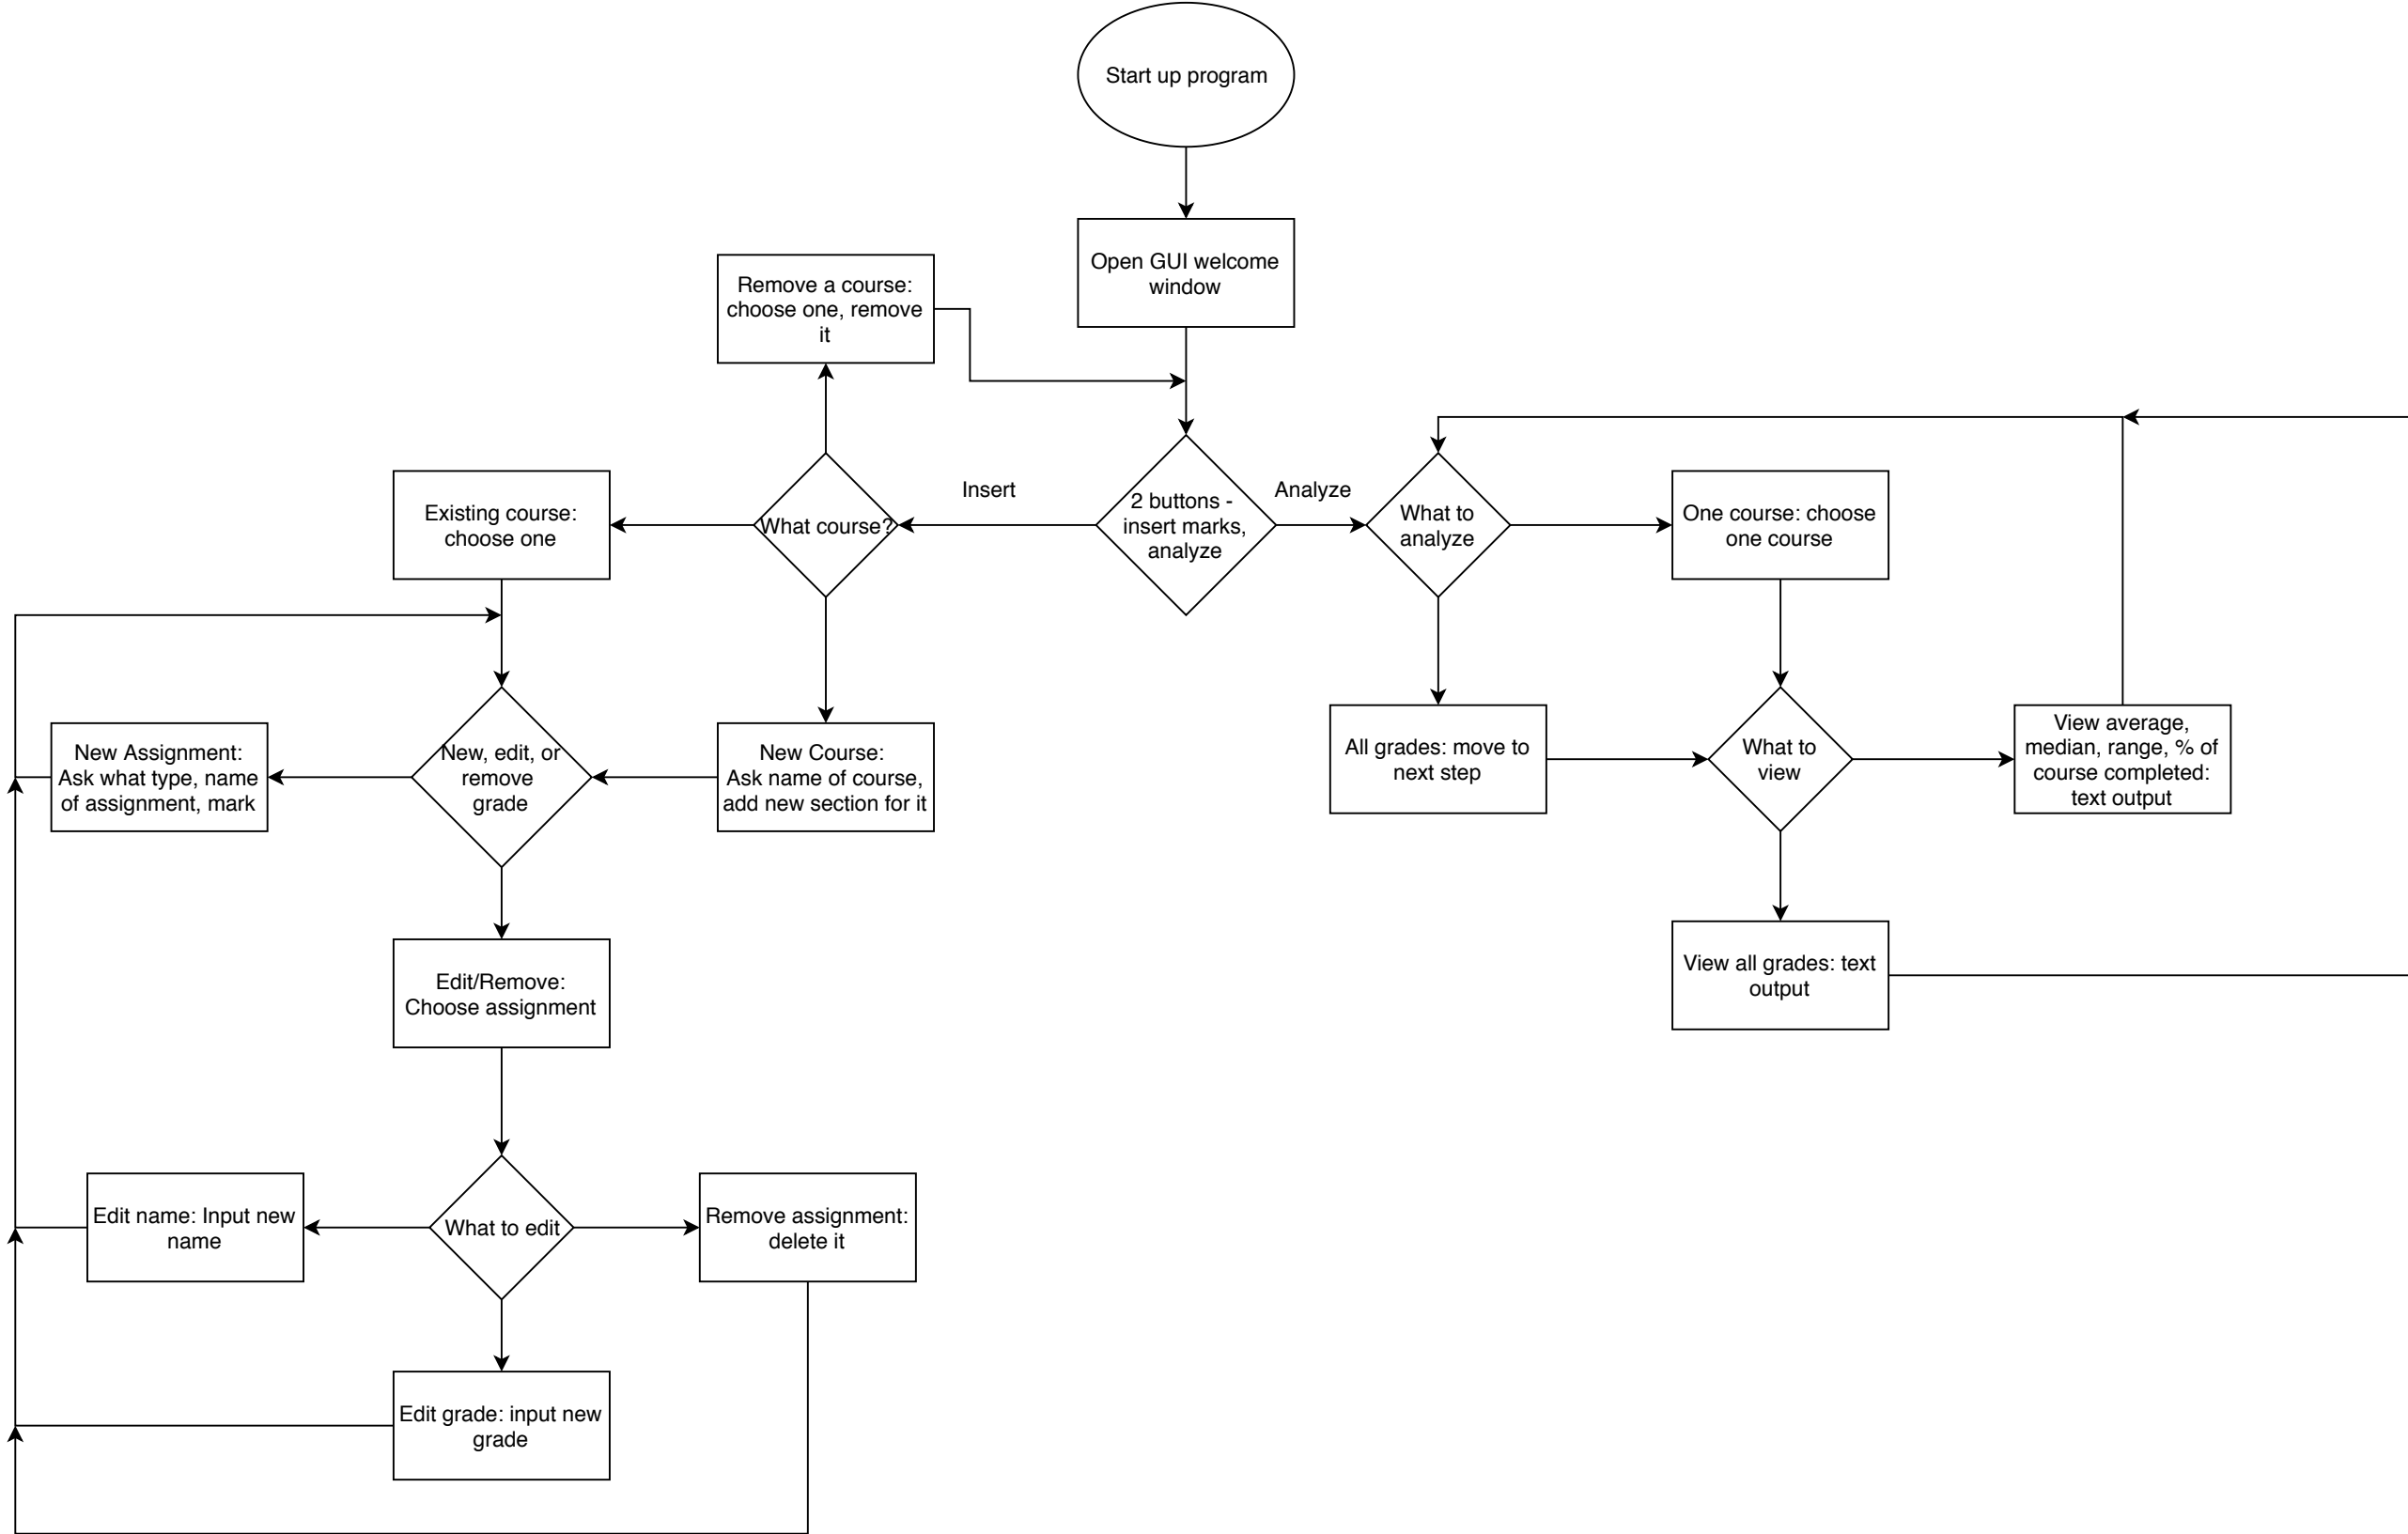 Start up program
Open GUI welcome
window
Remove a course:
choose one, remove
it
Existing course:
choose one
What course?
Insert
2 buttons -
insert marks,
analyze
Analyze
What to
analyze
One course: choose
one course
New Assignment:
Ask what type, name
of assignment, mark
New, edit, or
remove
grade
New Course:
Ask name of course,
add new section for it
All grades: move to
next step
What to
view
View average,
median, range, % of
course completed:
text output
Edit/Remove:
Choose assignment
View all grades: text
output
Edit name: Input new
name
What to edit
Remove assignment:
delete it
Edit grade: input new
grade